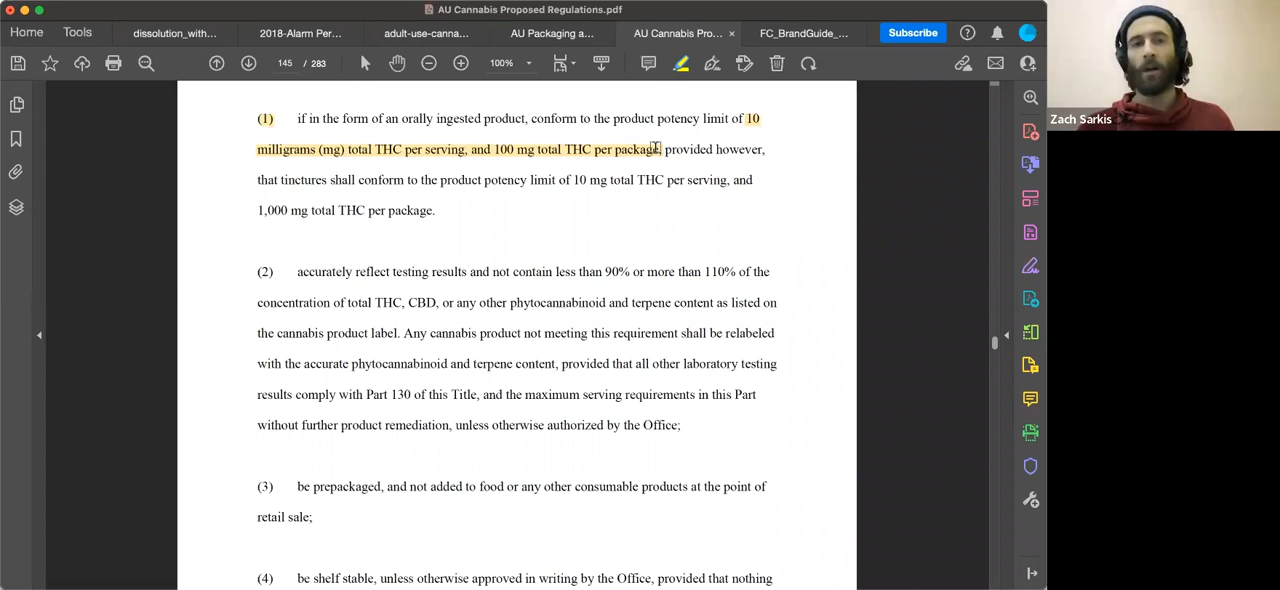 AU Cannabis Proposed Regulations.pdf
Home Tools dissolution_with... 2018-Alarm Per... adult-use-canna... AU Packaging a... AU Cannabis Pro... × FC_BrandGuide_... Subscribe
145 / 283 100%
Zach Sarkis
(1) if in the form of an orally ingested product, conform to the product potency limit of 10
milligrams (mg) total THC per serving, and 100 mg total THC per package, provided however,
that tinctures shall conform to the product potency limit of 10 mg total THC per serving, and
1,000 mg total THC per package.
(2) accurately reflect testing results and not contain less than 90% or more than 110% of the
concentration of total THC, CBD, or any other phytocannabinoid and terpene content as listed on
the cannabis product label. Any cannabis product not meeting this requirement shall be relabeled
with the accurate phytocannabinoid and terpene content, provided that all other laboratory testing
results comply with Part 130 of this Title, and the maximum serving requirements in this Part
without further product remediation, unless otherwise authorized by the Office;
(3) be prepackaged, and not added to food or any other consumable products at the point of
retail sale;
(4) be shelf stable, unless otherwise approved in writing by the Office, provided that nothing